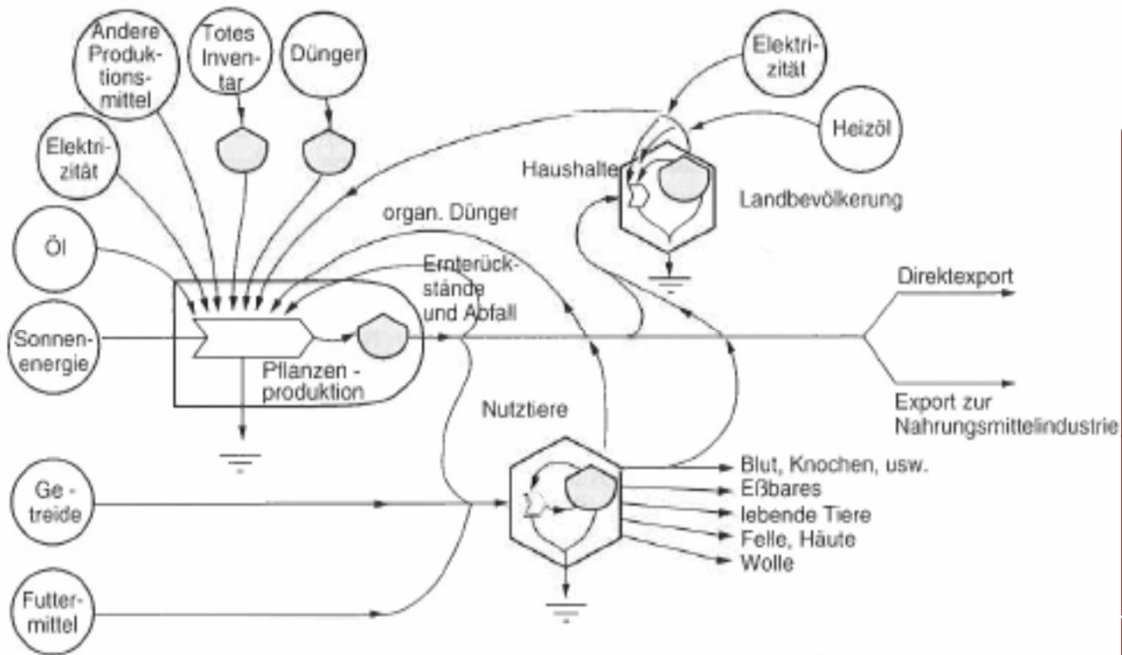 Andere
Produk-
tions-
mittel
Totes
Inven-
tar
Dünger
Elektri-
zität
Elektri-
zität
Heizöl
Haushalte
Landbevölkerung
organ. Dünger
Öl
Ernterück-
stände
und Abfall
Direktexport
Sonnen-
energie
Pflanzen -
produktion
Nutztiere
Export zur
Nahrungsmittelindustrie
Ge -
treide
Blut, Knochen, usw.
Eßbares
lebende Tiere
Felle, Häute
Wolle
Futter-
mittel